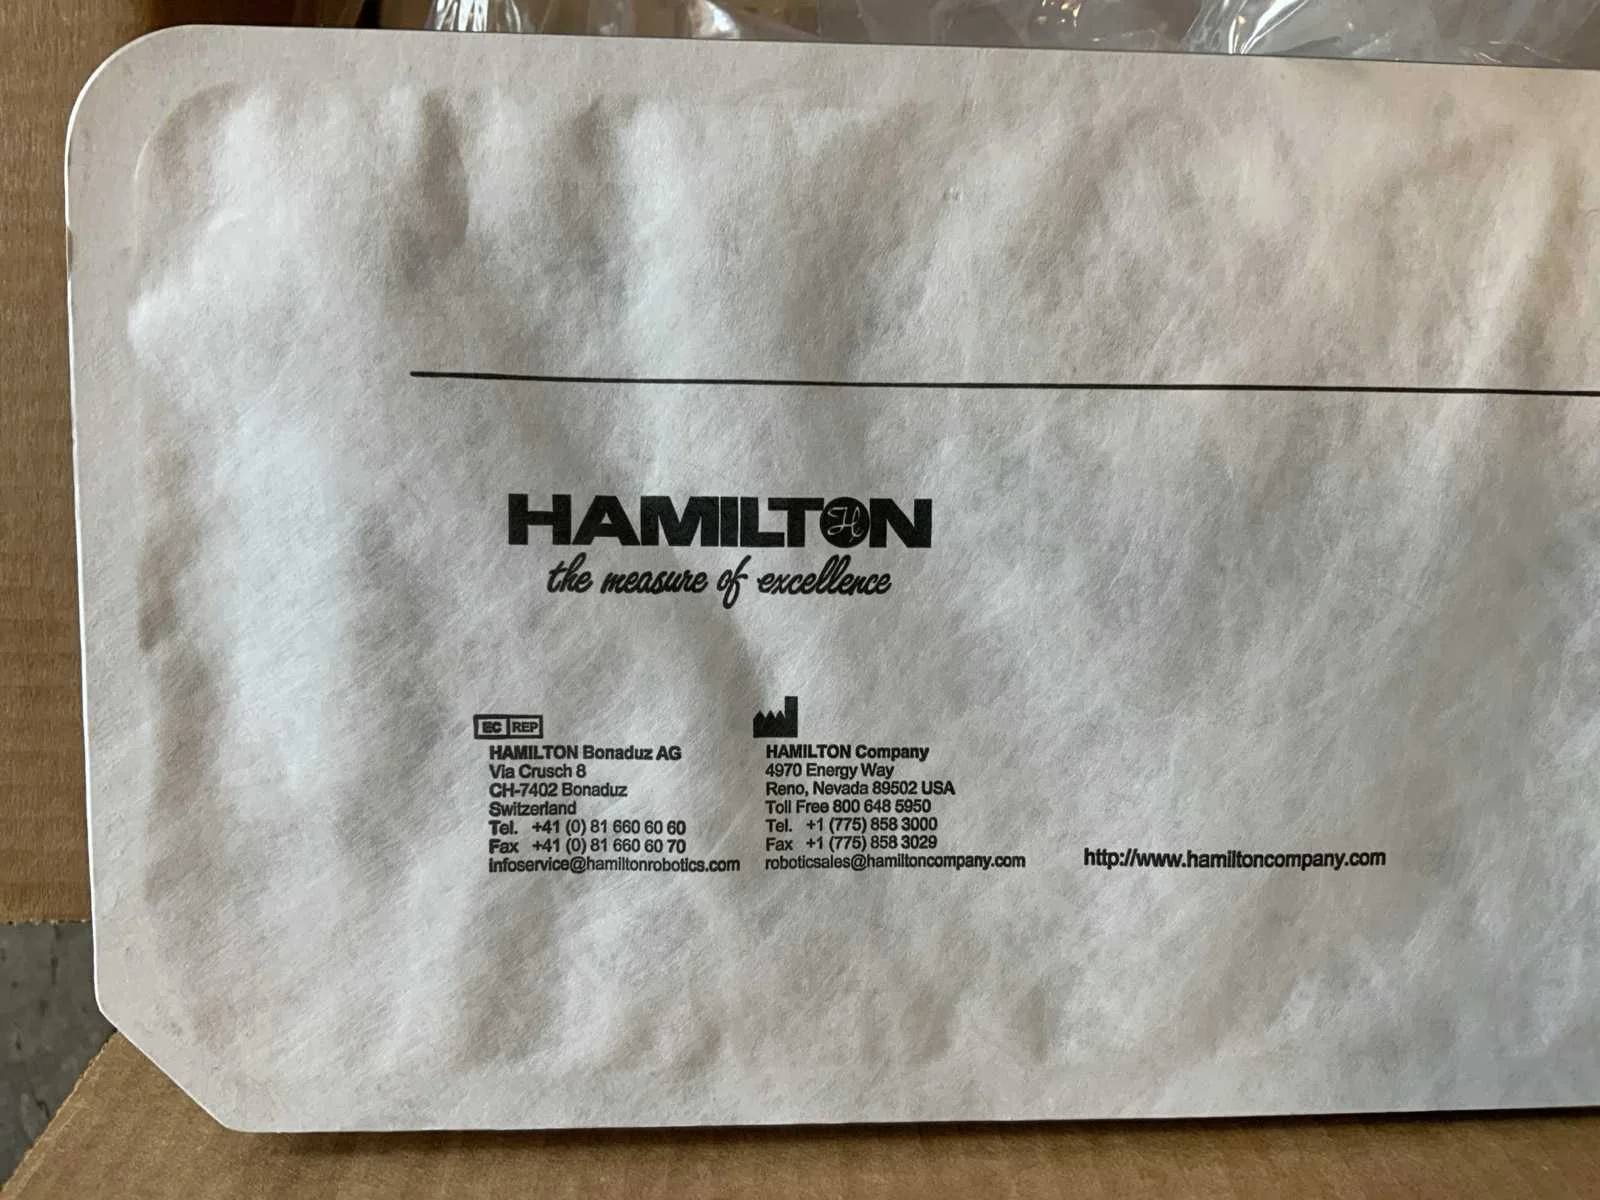 HAMILTON
the measure of excellence
EC REP
HAMILTON Bonaduz AG
Via Crusch 8
CH-7402 Bonaduz
Switzerland
Tel. +41 (0) 81 660 60 60
Fax +41 (0) 81 660 60 70
infoservice@hamiltonrobotics.com
HAMILTON Company
4970 Energy Way
Reno, Nevada 89502 USA
Toll Free 800 648 5950
Tel. +1 (775) 858 3000
Fax +1 (775) 858 3029
roboticsales@hamiltoncompany.com
http://www.hamiltoncompany.com